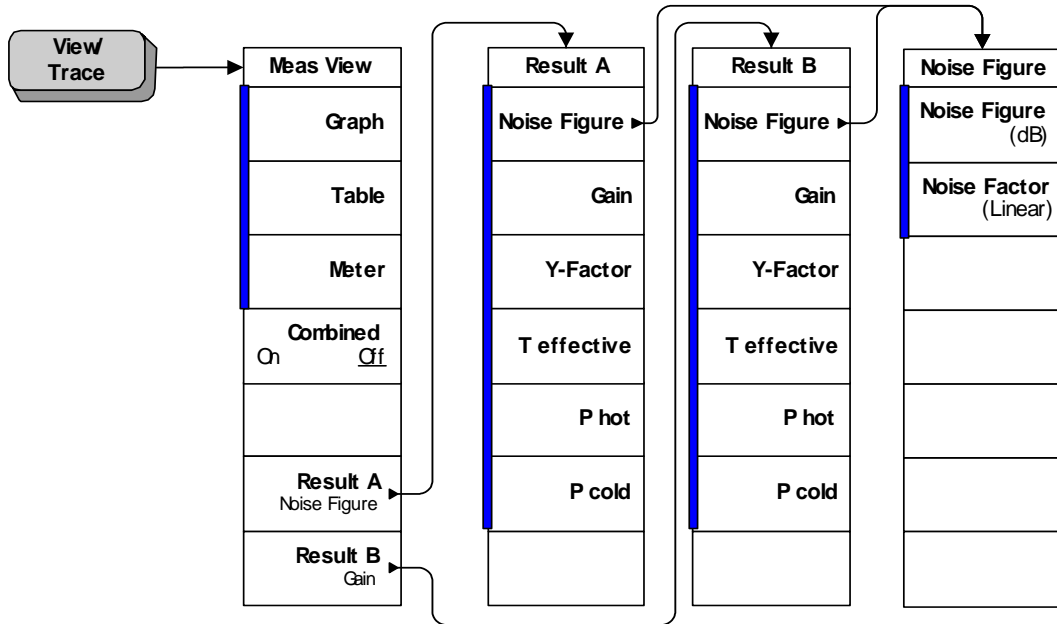 View/
Trace
Meas View
Graph
Table
Meter
Combined
On Off
Result A
Noise Figure
Result B
Gain
Result A
Noise Figure
Gain
Y-Factor
T effective
P hot
P cold
Result B
Noise Figure
Gain
Y-Factor
T effective
P hot
P cold
Noise Figure
Noise Figure
(dB)
Noise Factor
(Linear)